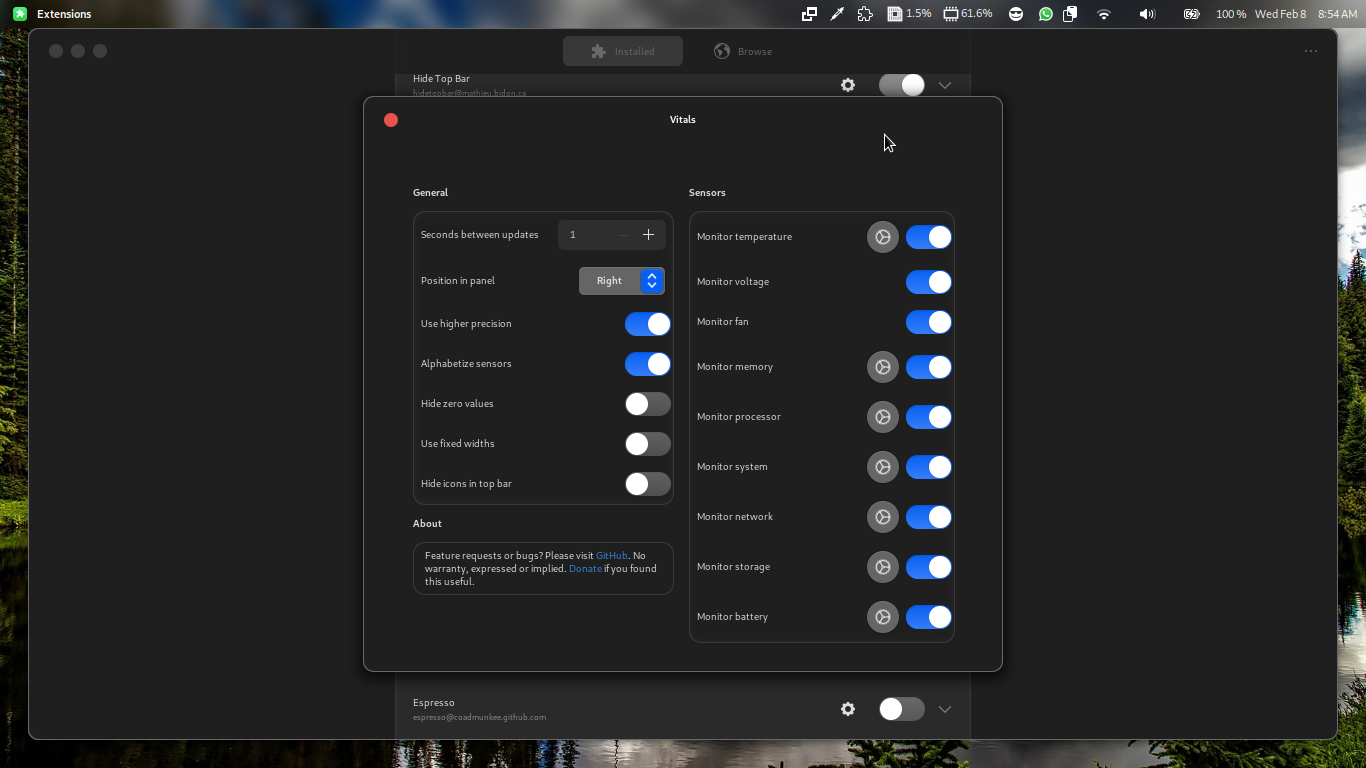 Extensions
1.5%
61.6%
100 %
Wed Feb 8
8:54 AM
Installed
Browse
Hide Top Bar
hidetopbar@mathieu.bidon.ca
Vitals
General
Seconds between updates
1
Position in panel
Right
Use higher precision
Alphabetize sensors
Hide zero values
Use fixed widths
Hide icons in top bar
About
Feature requests or bugs? Please visit GitHub. No
warranty, expressed or implied. Donate if you found
this useful.
Sensors
Monitor temperature
Monitor voltage
Monitor fan
Monitor memory
Monitor processor
Monitor system
Monitor network
Monitor storage
Monitor battery
Espresso
espresso@coadmunkee.github.com